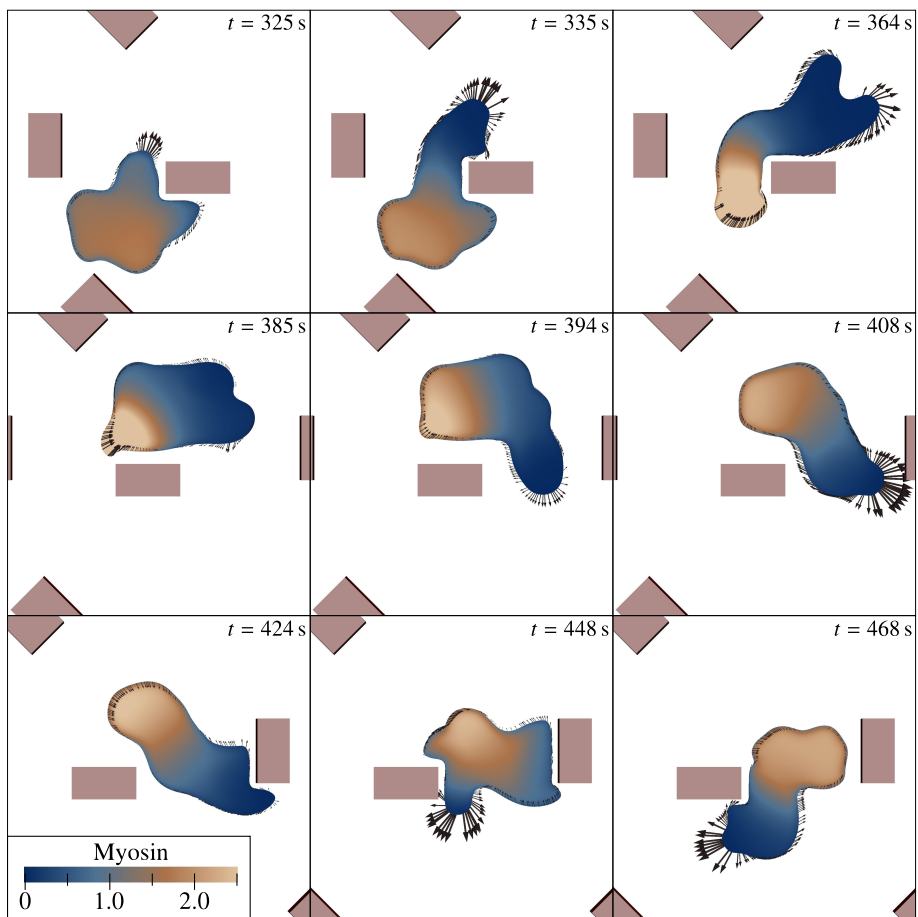 t = 325 s
t = 335 s
t = 364 s
t = 385 s
t = 394 s
t = 408 s
t = 424 s
t = 448 s
t = 468 s
Myosin
0 1.0 2.0